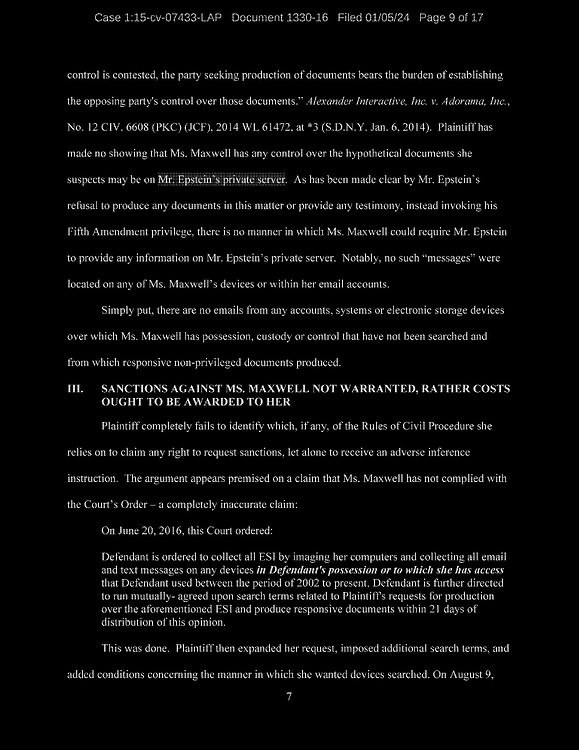 Case 1:15-cv-07433-LAP Document 1330-16 Filed 01/05/24 Page 9 of 17
control is contested, the party seeking production of documents bears the burden of establishing
the opposing party's control over those documents.” Alexander Interactive, Inc. v. Adorama, Inc.,
No. 12 CIV. 6608 (PKC) (JCF), 2014 WL 61472, at *3 (S.D.N.Y. Jan. 6, 2014). Plaintiff has
made no showing that Ms. Maxwell has any control over the hypothetical documents she
suspects may be on Mr. Epstein’s private server. As has been made clear by Mr. Epstein’s
refusal to produce any documents in this matter or provide any testimony, instead invoking his
Fifth Amendment privilege, there is no manner in which Ms. Maxwell could require Mr. Epstein
to provide any information on Mr. Epstein’s private server. Notably, no such “messages” were
located on any of Ms. Maxwell’s devices or within her email accounts.
Simply put, there are no emails from any accounts, systems or electronic storage devices
over which Ms. Maxwell has possession, custody or control that have not been searched and
from which responsive non-privileged documents produced.
III. SANCTIONS AGAINST MS. MAXWELL NOT WARRANTED, RATHER COSTS
OUGHT TO BE AWARDED TO HER
Plaintiff completely fails to identify which, if any, of the Rules of Civil Procedure she
relies on to claim any right to request sanctions, let alone to receive an adverse inference
instruction. The argument appears premised on a claim that Ms. Maxwell has not complied with
the Court’s Order – a completely inaccurate claim:
On June 20, 2016, this Court ordered:
Defendant is ordered to collect all ESI by imaging her computers and collecting all email
and text messages on any devices in Defendant's possession or to which she has access
that Defendant used between the period of 2002 to present. Defendant is further directed
to run mutually- agreed upon search terms related to Plaintiff's requests for production
over the aforementioned ESI and produce responsive documents within 21 days of
distribution of this opinion.
This was done. Plaintiff then expanded her request, imposed additional search terms, and
added conditions concerning the manner in which she wanted devices searched. On August 9,
7